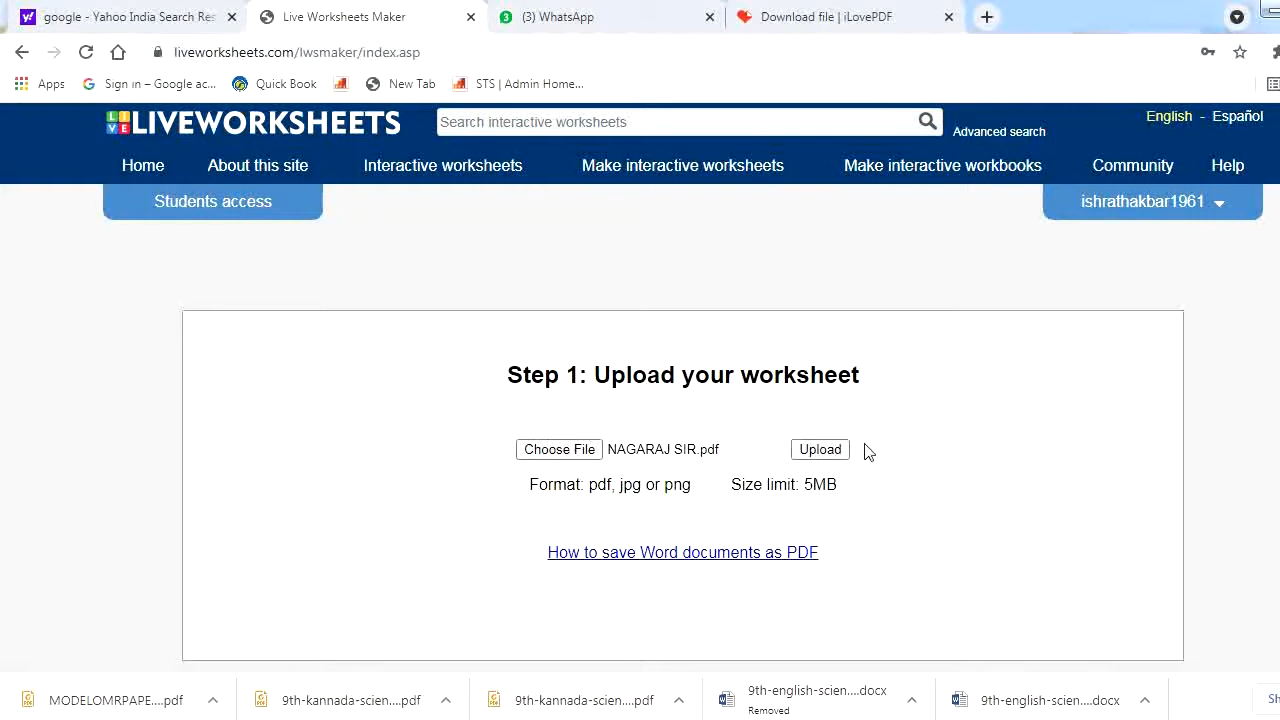 google - Yahoo India Search Res
Live Worksheets Maker
(3) WhatsApp
Download file | iLovePDF
liveworksheets.com/lwsmaker/index.asp
Apps
Sign in – Google ac...
Quick Book
New Tab
STS | Admin Home...
LIVEWORKSHEETS
Search interactive worksheets
Advanced search
English - Español
Home
About this site
Interactive worksheets
Make interactive worksheets
Make interactive workbooks
Community
Help
Students access
ishrathakbar1961
Step 1: Upload your worksheet
Choose File NAGARAJ SIR.pdf
Upload
Format: pdf, jpg or png
Size limit: 5MB
How to save Word documents as PDF
MODELOMRPAPE....pdf
9th-kannada-scien....pdf
9th-kannada-scien....pdf
9th-english-scien....docx
Removed
9th-english-scien....docx
Sh